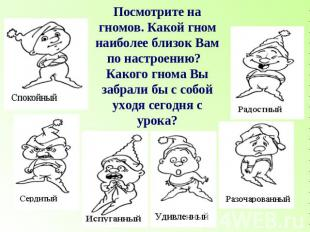 Посмотрите на
гномов. Какой гном
наиболее близок Вам
по настроению?
Какого гнома Вы
забрали бы с собой
уходя сегодня с
урока?
Спокойный
Радостный
Сердитый
Испуганный
Удивленный
Разочарованный